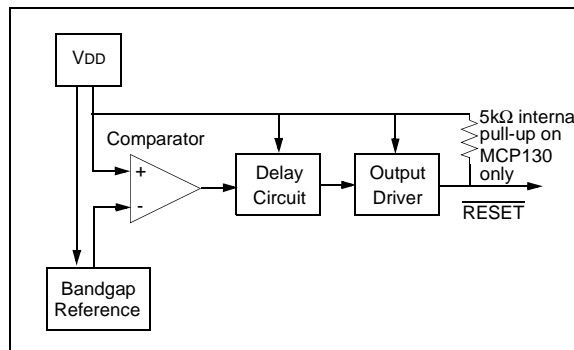 VDD
Comparator
+
-
Delay
Circuit
Output
Driver
5kΩ interna
pull-up on
MCP130
only
RESET
Bandgap
Reference